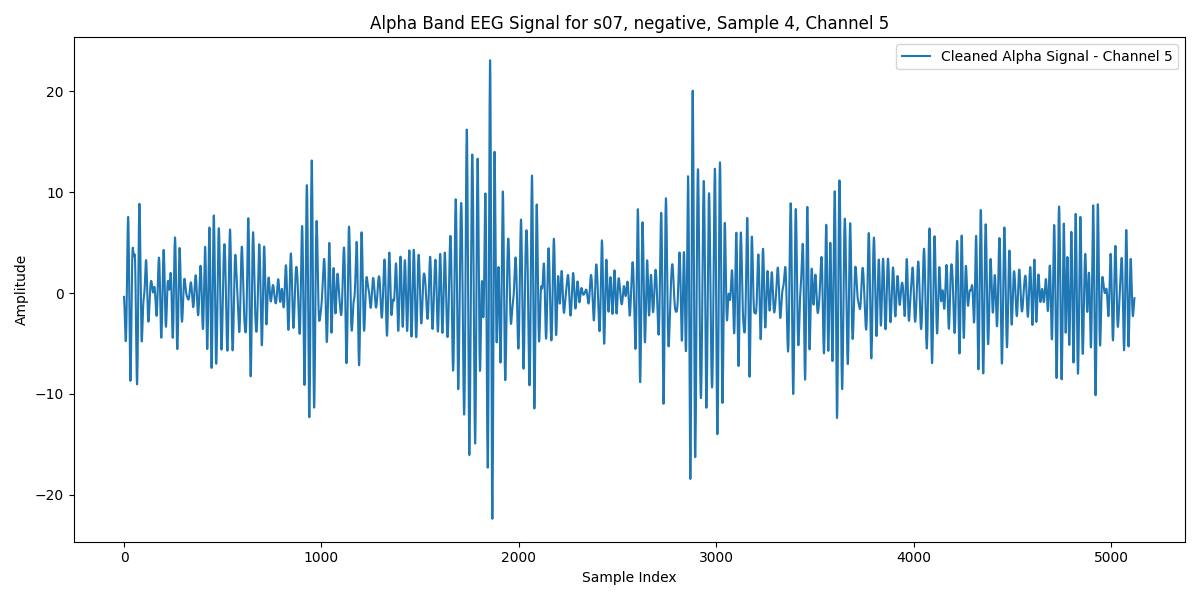 Alpha Band EEG Signal for s07, negative, Sample 4, Channel 5
Cleaned Alpha Signal - Channel 5
Amplitude
20
10
0
−10
−20
0 1000 2000 3000 4000 5000
Sample Index